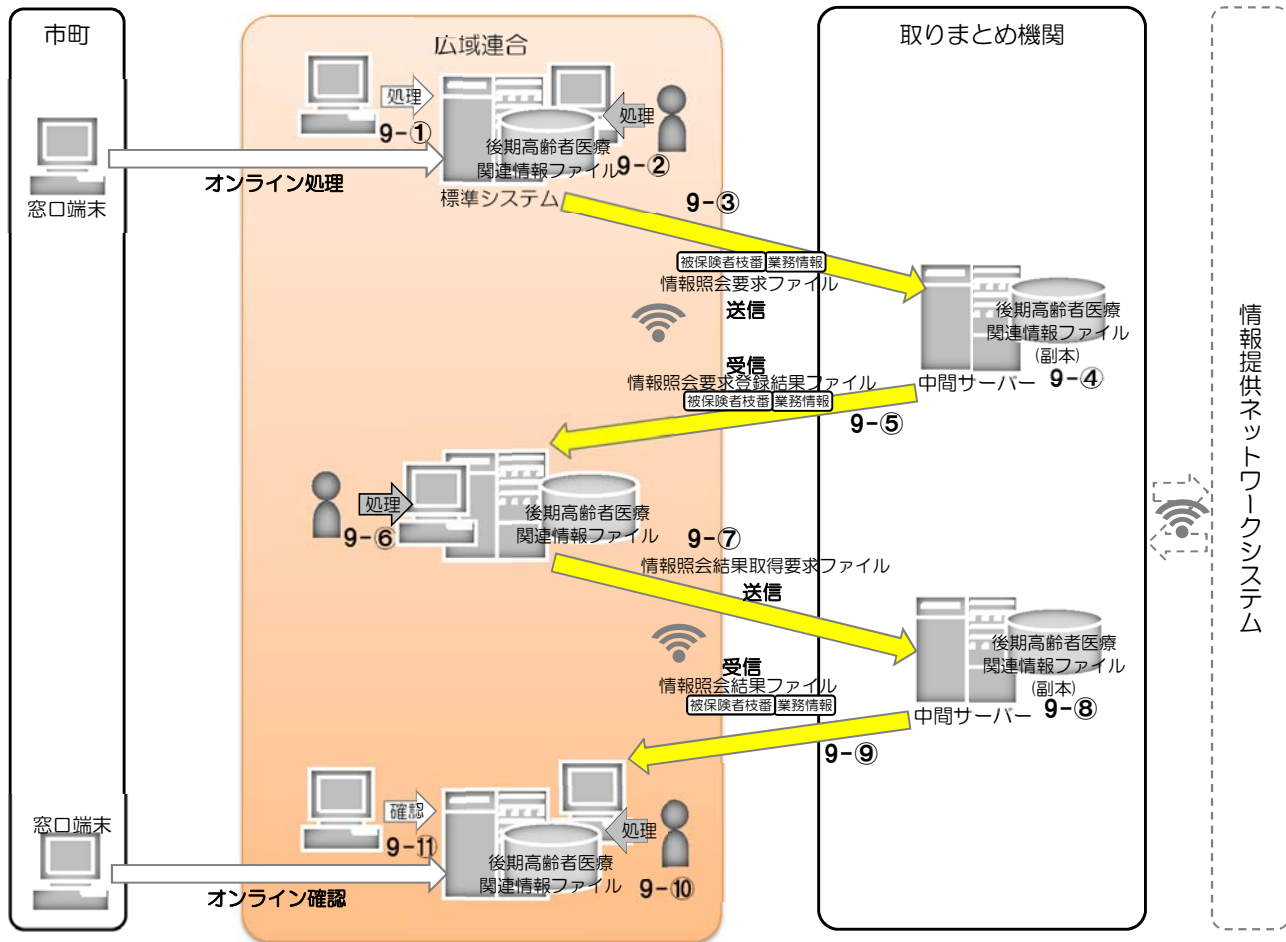 市町
広域連合
取りまとめ機関
処理
9-①
処理
9-②
後期高齢者医療
関連情報ファイル
標準システム
オンライン処理
窓口端末
9-③
被保険者枝番 業務情報
情報照会要求ファイル
送信
後期高齢者医療
関連情報ファイル
(副本)
中間サーバー 9-④
受信
情報照会要求登録結果ファイル
被保険者枝番 業務情報
9-⑤
処理
9-⑥
後期高齢者医療
関連情報ファイル
9-⑦
情報照会結果取得要求ファイル
送信
後期高齢者医療
関連情報ファイル
(副本)
中間サーバー 9-⑧
受信
情報照会結果ファイル
被保険者枝番 業務情報
9-⑨
確認
9-⑪
処理
9-⑩
後期高齢者医療
関連情報ファイル
窓口端末
オンライン確認
情報提供ネットワークシステム